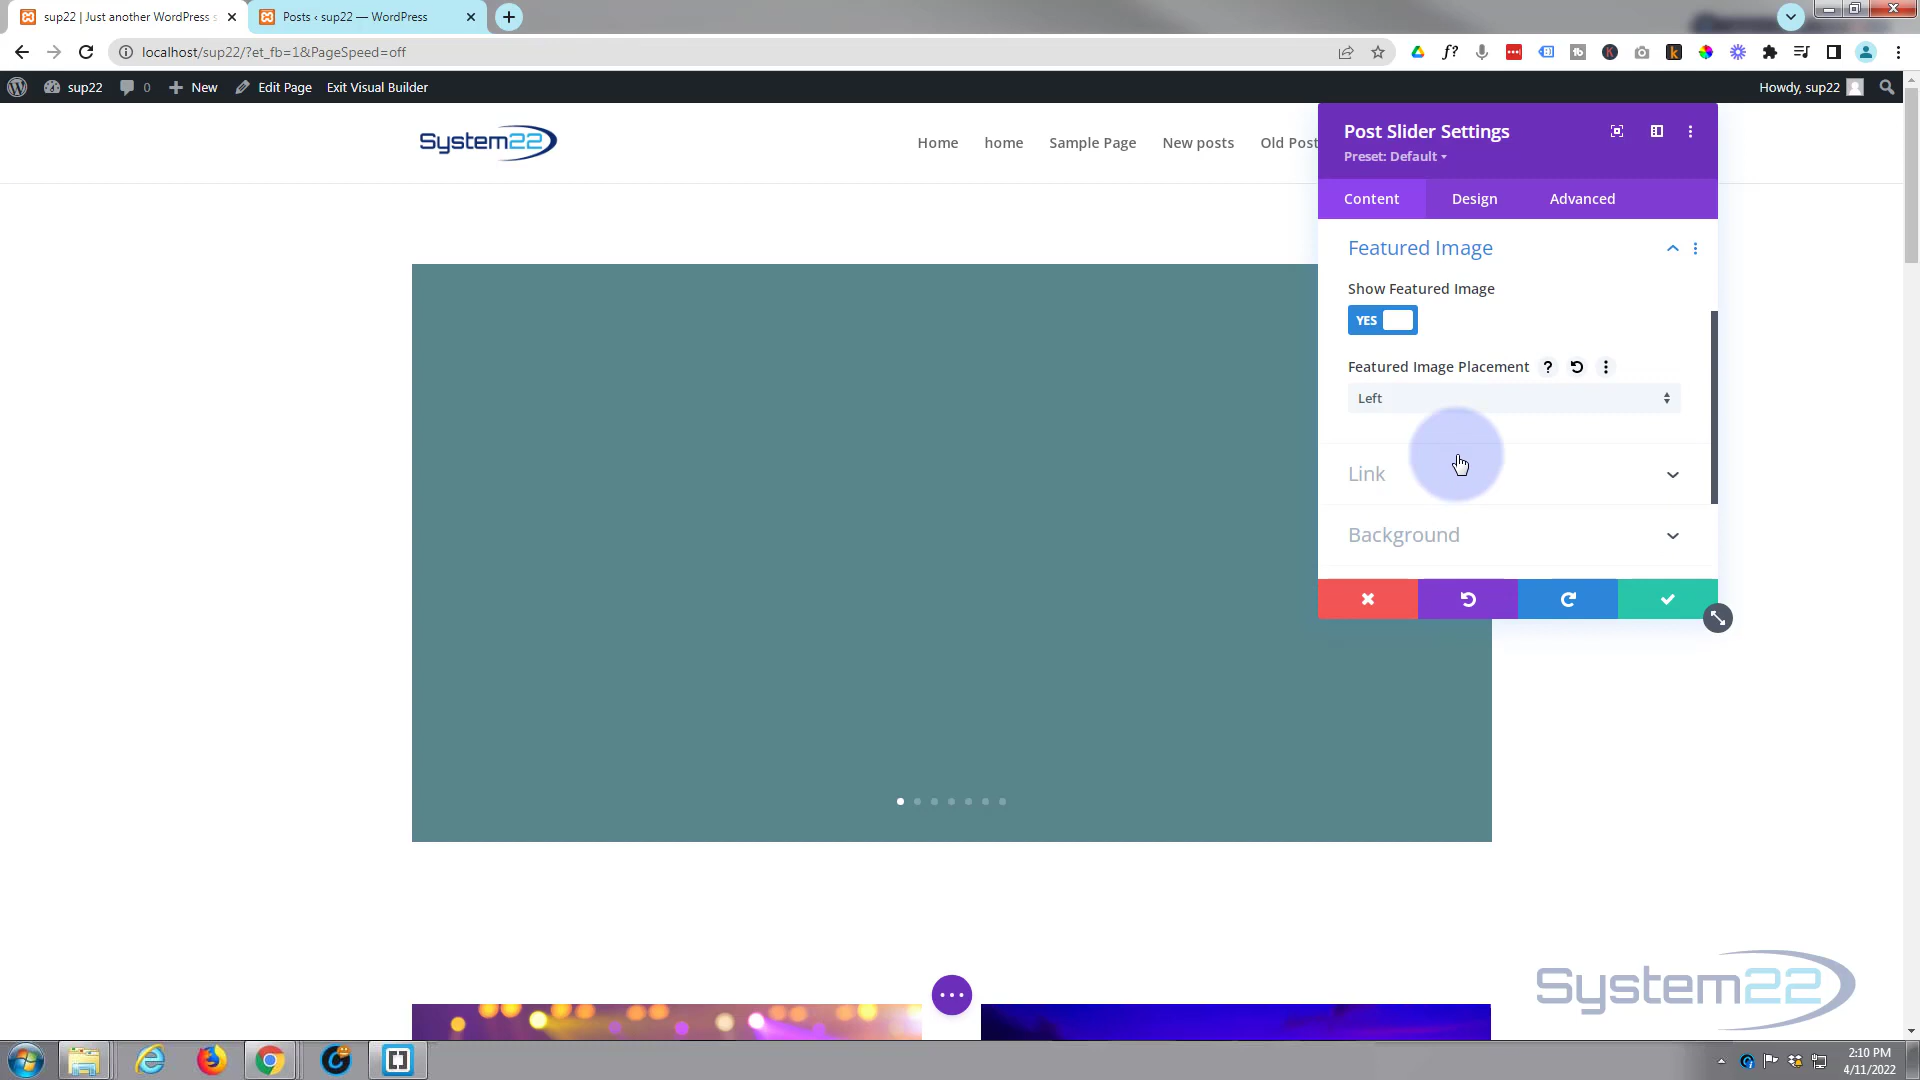 sup22 | Just another WordPress s
Posts ‹ sup22 — WordPress
localhost/sup22/?et_fb=1&PageSpeed=off
sup22
0
New
Edit Page
Exit Visual Builder
Howdy, sup22
System22
Home
home
Sample Page
New posts
Old Post
Post Slider Settings
Preset: Default
Content
Design
Advanced
Featured Image
Show Featured Image
YES
Featured Image Placement ?
Left
Link
Background
System22
2:10 PM
4/11/2022